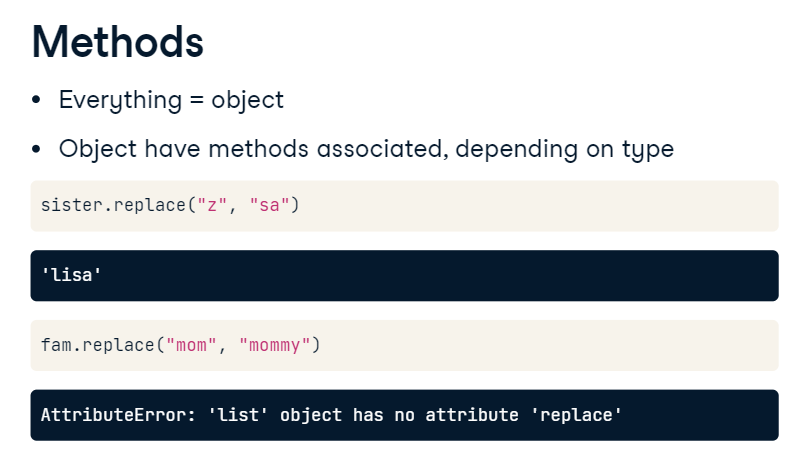 Methods
• Everything = object
• Object have methods associated, depending on type
sister.replace("z", "sa")
'lisa'
fam.replace("mom", "mommy")
AttributeError: 'list' object has no attribute 'replace'